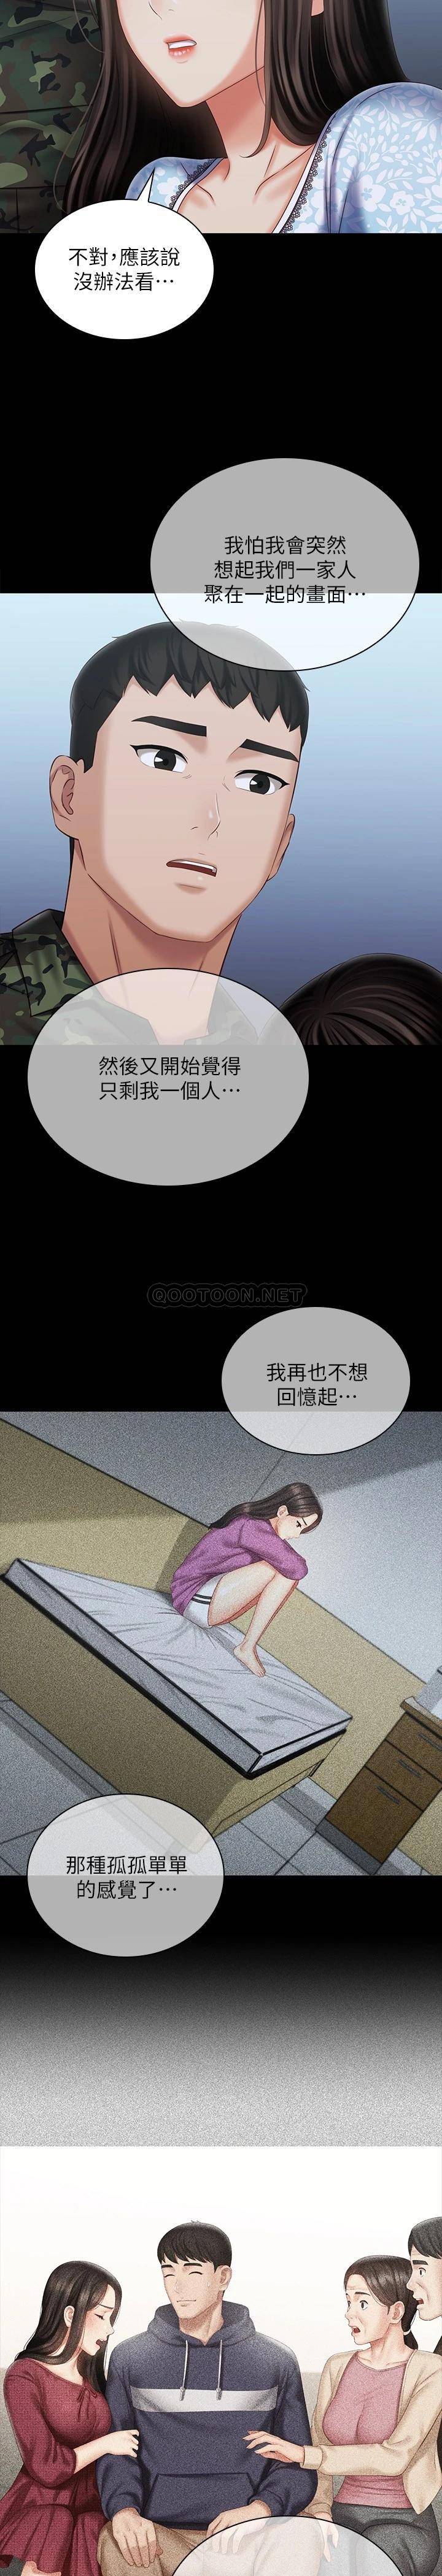 不對，應該說
沒辦法看…
我怕我會突然
想起我們一家人
聚在一起的畫面…
然後又開始覺得
只剩我一個人…
QOOTOON.NET
我再也不想
回憶起…
那種孤孤單單
的感覺了…